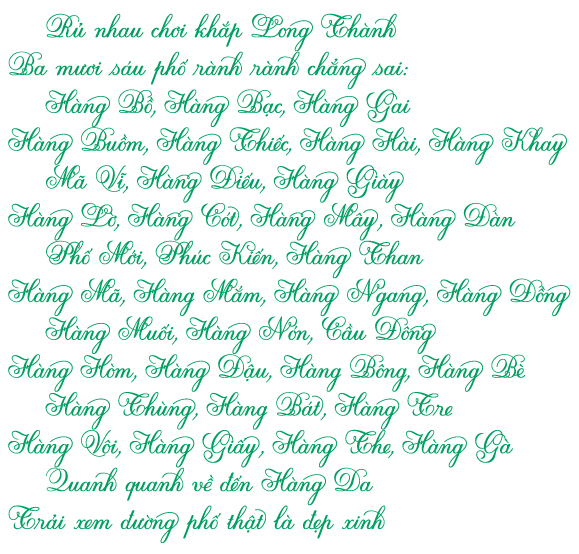 Rủ nhau chơi khắp Long Thành
Ba mươi sáu phố rành rành chẳng sai:
Hàng Bồ, Hàng Bạc, Hàng Gai
Hàng Buồm, Hàng Thiếc, Hàng Hài, Hàng Khay
Mã Vĩ, Hàng Điếu, Hàng Giày
Hàng Lờ, Hàng Cót, Hàng Mây, Hàng Đàn
Phố Mới, Phúc Kiến, Hàng Than
Hàng Mã, Hàng Mắm, Hàng Ngang, Hàng Đồng
Hàng Muối, Hàng Nón, Cầu Đông
Hàng Hòm, Hàng Đậu, Hàng Bông, Hàng Bè
Hàng Thùng, Hàng Bát, Hàng Tre
Hàng Vôi, Hàng Giấy, Hàng The, Hàng Gà
Quanh quanh về đến Hàng Da
Trải xem đường phố thật là đẹp xinh